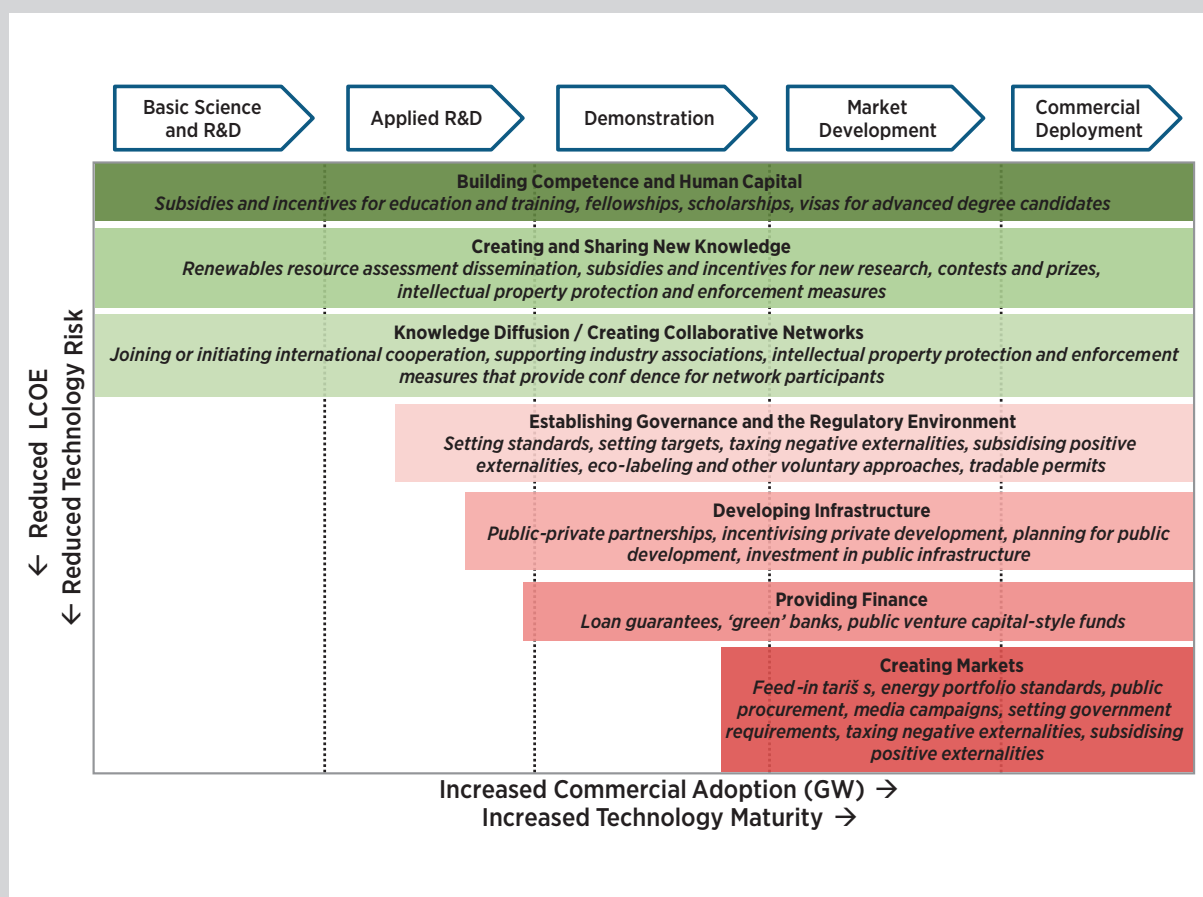 Basic Science
and R&D
Applied R&D
Demonstration
Market
Development
Commercial
Deployment
Building Competence and Human Capital
Subsidies and incentives for education and training, fellowships, scholarships, visas for advanced degree candidates
Creating and Sharing New Knowledge
Renewables resource assessment dissemination, subsidies and incentives for new research, contests and prizes,
intellectual property protection and enforcement measures
Knowledge Diffusion / Creating Collaborative Networks
Joining or initiating international cooperation, supporting industry associations, intellectual property protection and enforcement
measures that provide conf dence for network participants
Establishing Governance and the Regulatory Environment
Setting standards, setting targets, taxing negative externalities, subsidising positive
externalities, eco-labeling and other voluntary approaches, tradable permits
Developing Infrastructure
Public-private partnerships, incentivising private development, planning for public
development, investment in public infrastructure
Providing Finance
Loan guarantees, ‘green’ banks, public venture capital-style funds
Creating Markets
Feed-in tariš s, energy portfolio standards, public
procurement, media campaigns, setting government
requirements, taxing negative externalities, subsidising
positive externalities
← Reduced LCOE
← Reduced Technology Risk
Increased Commercial Adoption (GW) →
Increased Technology Maturity →